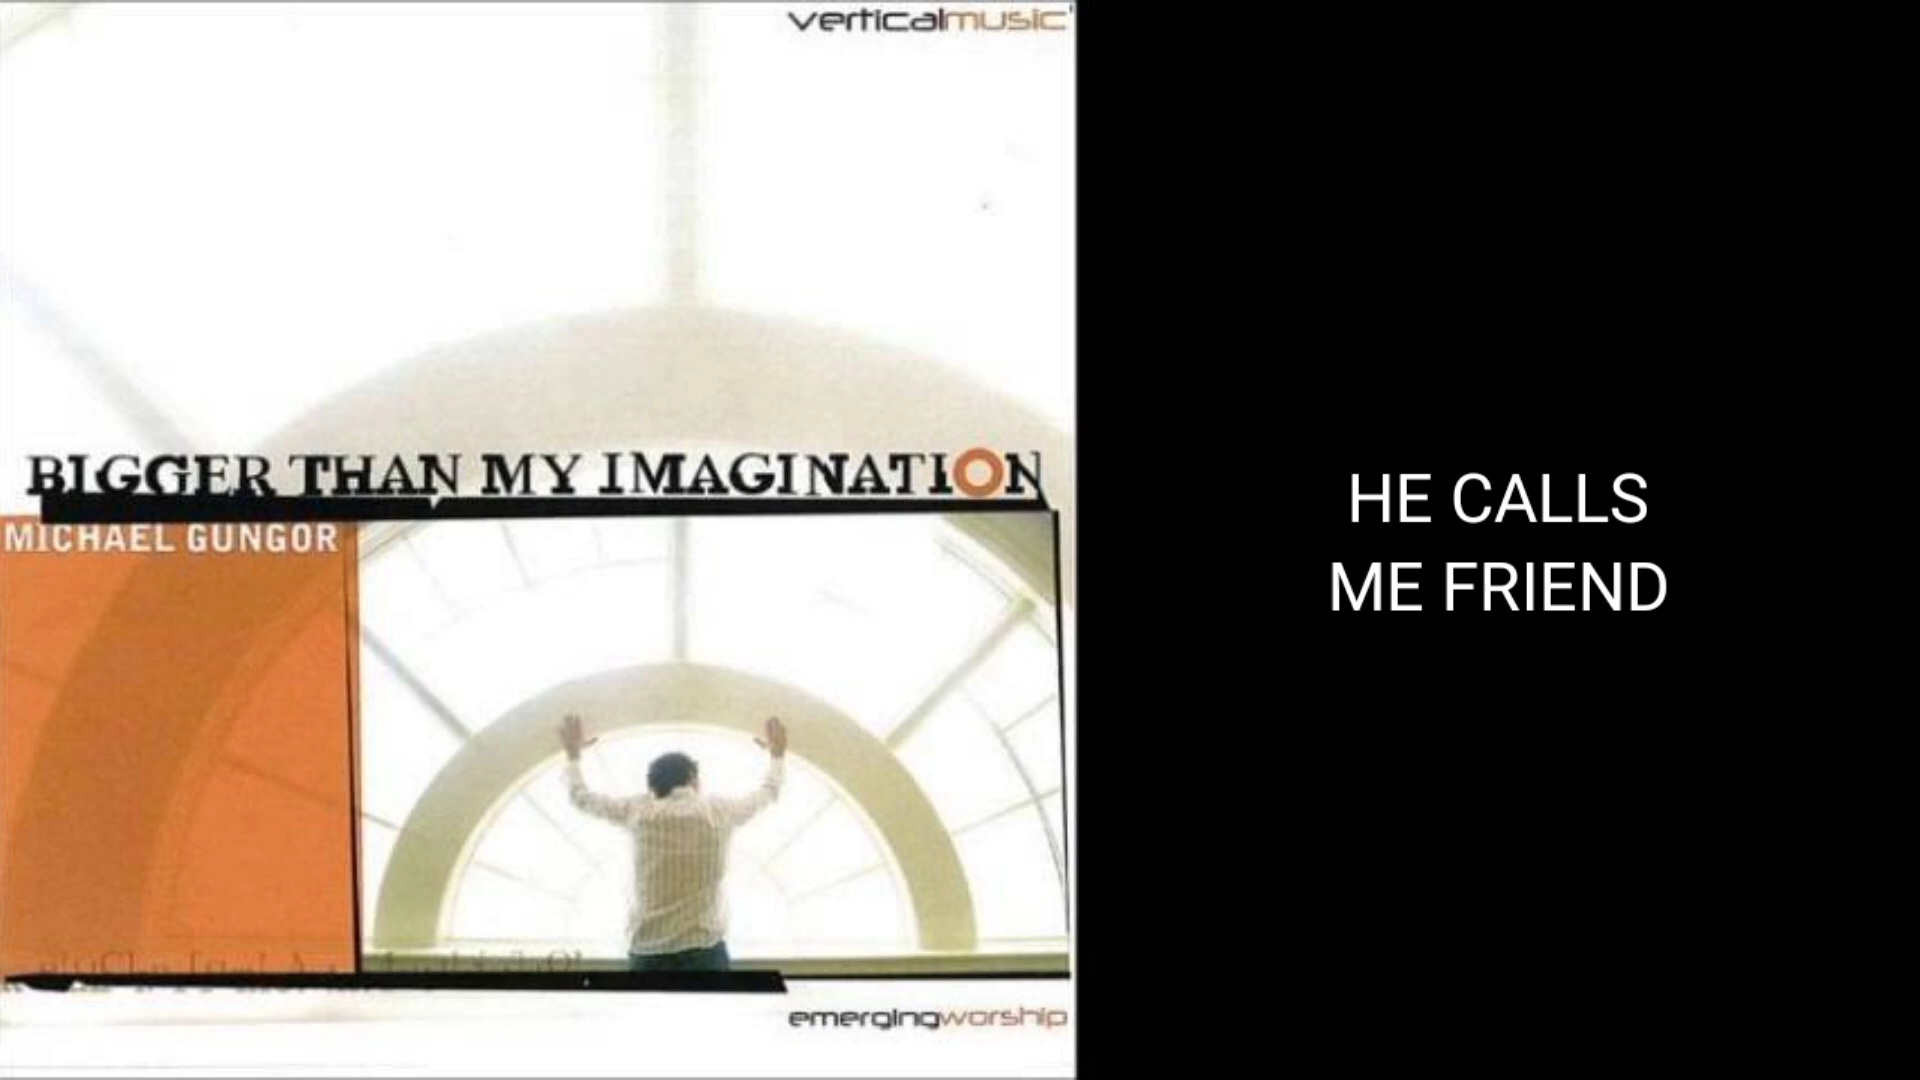 verticalmusic
BIGGER THAN MY IMAGINATION
MICHAEL GUNGOR
emergingworship
HE CALLS
ME FRIEND